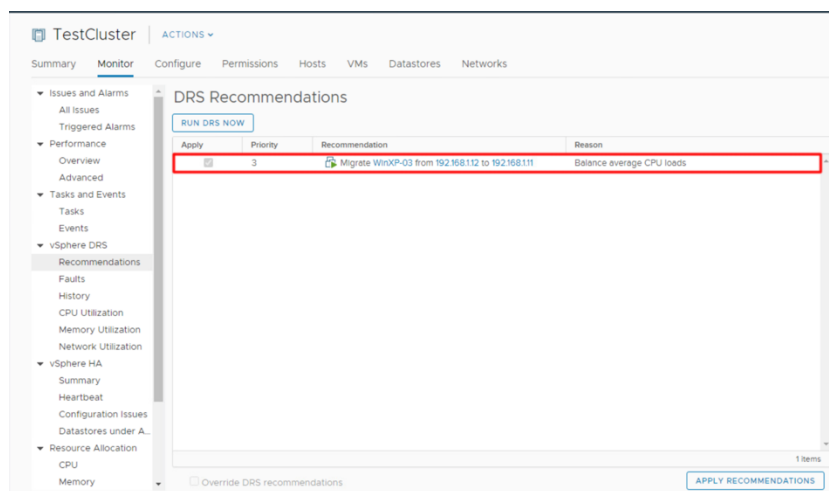 TestCluster
ACTIONS
Summary Monitor Configure Permissions Hosts VMs Datastores Networks
Issues and Alarms
All Issues
Triggered Alarms
Performance
Overview
Advanced
Tasks and Events
Tasks
Events
vSphere DRS
Recommendations
Faults
History
CPU Utilization
Memory Utilization
Network Utilization
vSphere HA
Summary
Heartbeat
Configuration Issues
Datastores under A...
Resource Allocation
CPU
Memory
DRS Recommendations
RUN DRS NOW
Apply Priority Recommendation Reason
3 Migrate WinXP-03 from 192.168.1.12 to 192.168.1.11 Balance average CPU loads
1 items
Override DRS recommendations
APPLY RECOMMENDATIONS